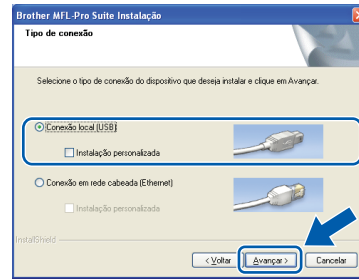 Brother MFL-Pro Suite Instalação
Tipo de conexão
Selecione o tipo de conexão do dispositivo que deseja instalar e clique em Avançar.
Conexão local (USB)
Instalação personalizada
Conexão em rede cabeada (Ethernet)
Instalação personalizada
InstallShield
< Voltar Avançar > Cancelar